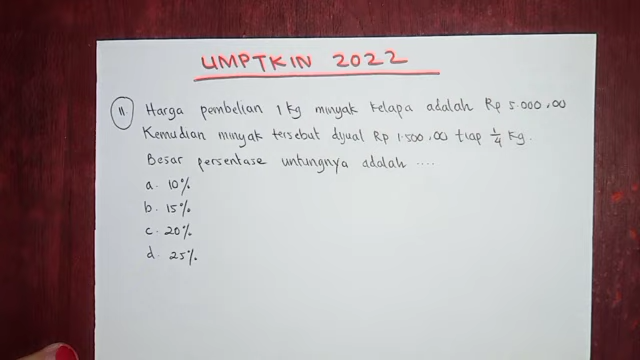 UMPTKIN 2022
11. Harga pembelian 1 kg minyak kelapa adalah Rp 5.000,00
Kemudian minyak tersebut dijual Rp 1.500,00 tiap 1/4 kg.
Besar persentase untungnya adalah ....
a. 10%
b. 15%
c. 20%
d. 25%